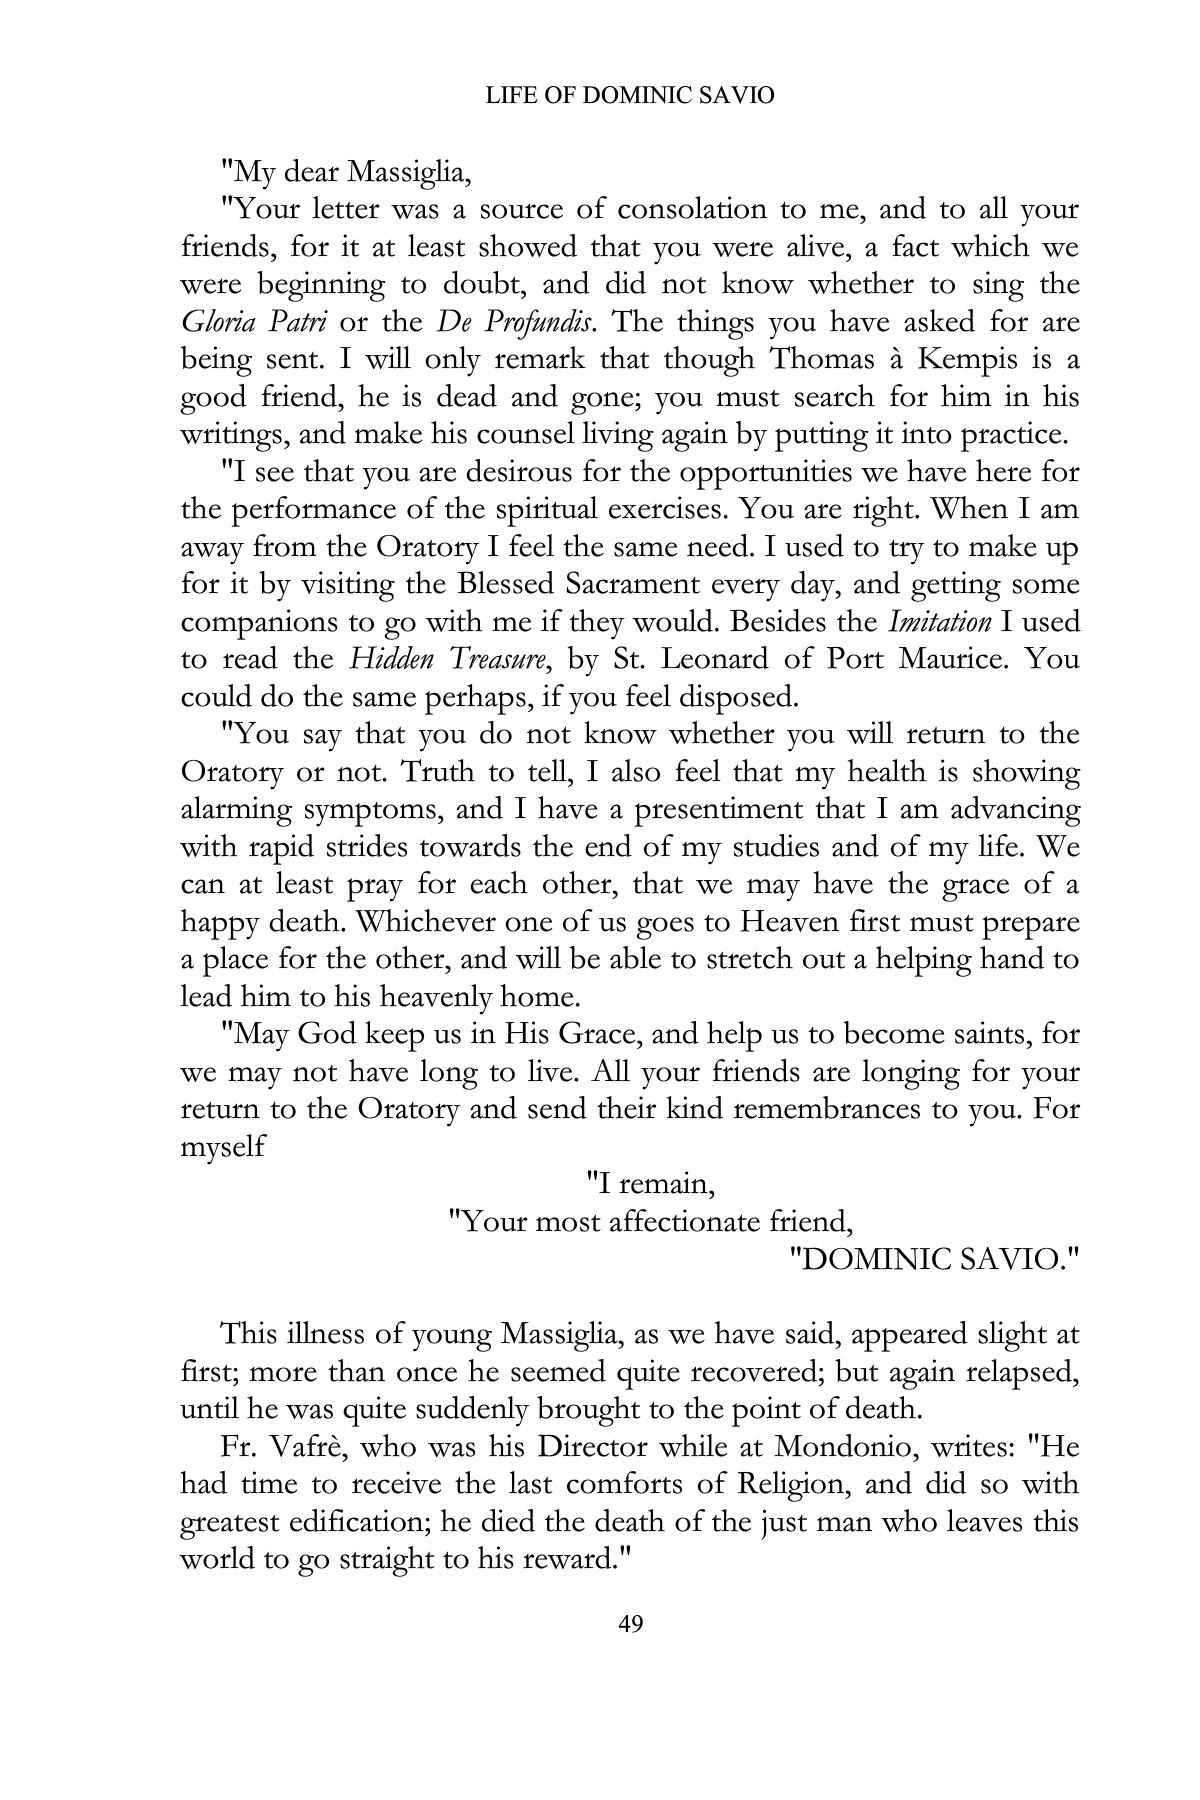 LIFE OF DOMINIC SAVIO
"My dear Massiglia,
"Your letter was a source of consolation to me, and to all your
friends, for it at least showed that you were alive, a fact which we
were beginning to doubt, and did not know whether to sing the
Gloria Patri or the De Profundis. The things you have asked for are
being sent. I will only remark that though Thomas à Kempis is a
good friend, he is dead and gone; you must search for him in his
writings, and make his counsel living again by putting it into practice.
"I see that you are desirous for the opportunities we have here for
the performance of the spiritual exercises. You are right. When I am
away from the Oratory I feel the same need. I used to try to make up
for it by visiting the Blessed Sacrament every day, and getting some
companions to go with me if they would. Besides the Imitation I used
to read the Hidden Treasure, by St. Leonard of Port Maurice. You
could do the same perhaps, if you feel disposed.
"You say that you do not know whether you will return to the
Oratory or not. Truth to tell, I also feel that my health is showing
alarming symptoms, and I have a presentiment that I am advancing
with rapid strides towards the end of my studies and of my life. We
can at least pray for each other, that we may have the grace of a
happy death. Whichever one of us goes to Heaven first must prepare
a place for the other, and will be able to stretch out a helping hand to
lead him to his heavenly home.
"May God keep us in His Grace, and help us to become saints, for
we may not have long to live. All your friends are longing for your
return to the Oratory and send their kind remembrances to you. For
myself
"I remain,
"Your most affectionate friend,
"DOMINIC SAVIO."
This illness of young Massiglia, as we have said, appeared slight at
first; more than once he seemed quite recovered; but again relapsed,
until he was quite suddenly brought to the point of death.
Fr. Vafrè, who was his Director while at Mondonio, writes: "He
had time to receive the last comforts of Religion, and did so with
greatest edification; he died the death of the just man who leaves this
world to go straight to his reward."
49